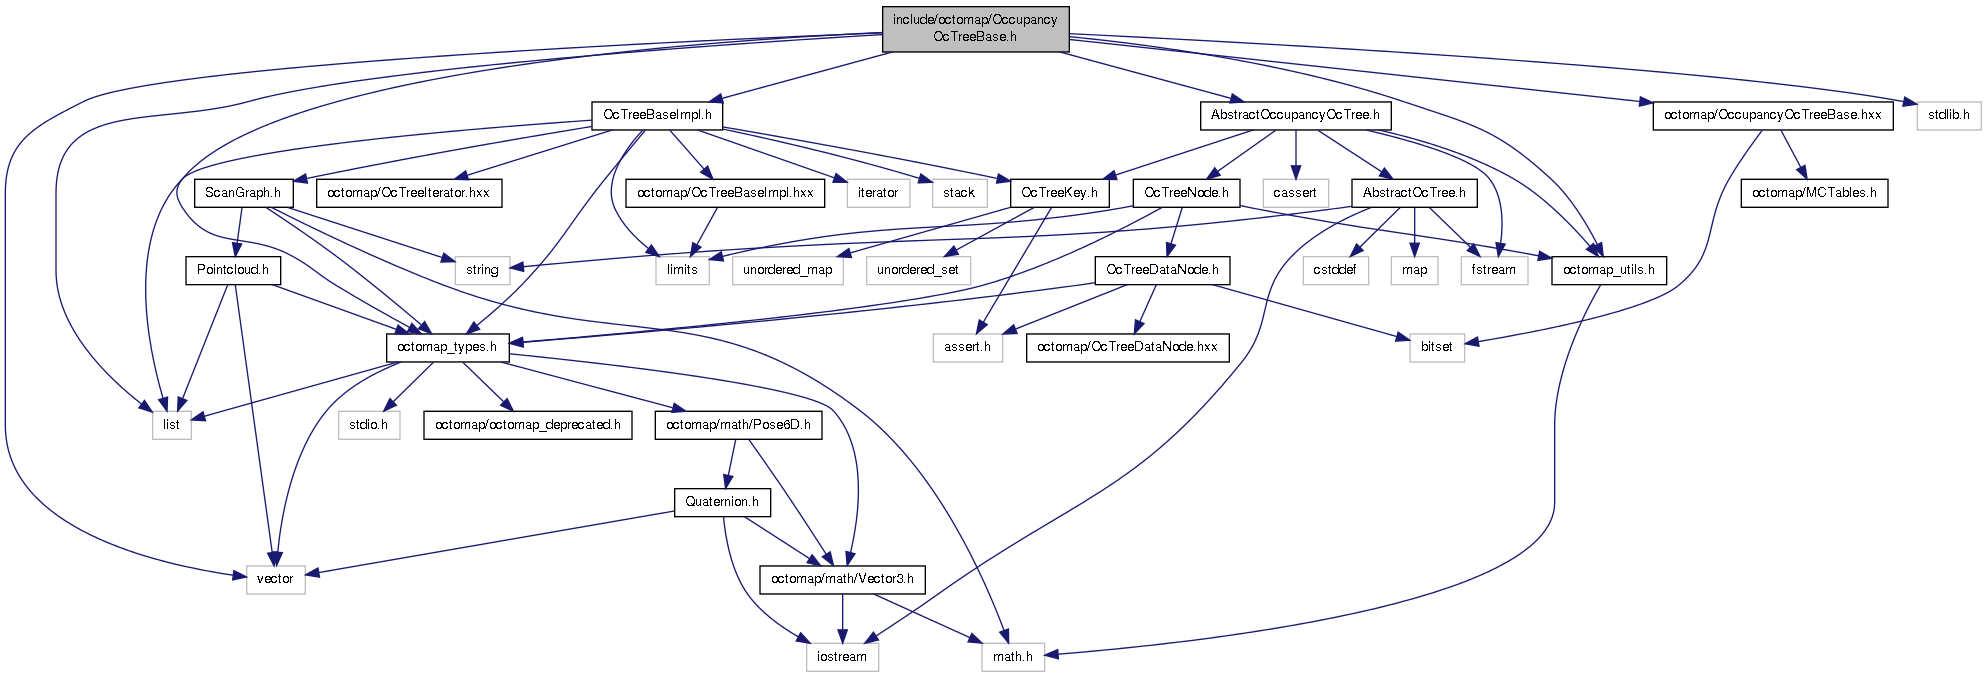 include/octomap/Occupancy
OcTreeBase.h
OcTreeBaseImpl.h
AbstractOccupancyOcTree.h
octomap/OccupancyOcTreeBase.hxx
stdlib.h
ScanGraph.h
octomap/OcTreeIterator.hxx
octomap/OcTreeBaseImpl.hxx
iterator
stack
OcTreeKey.h
OcTreeNode.h
cassert
AbstractOcTree.h
octomap/MCTables.h
Pointcloud.h
string
limits
unordered_map
unordered_set
OcTreeDataNode.h
cstddef
map
fstream
octomap_utils.h
octomap_types.h
assert.h
octomap/OcTreeDataNode.hxx
bitset
list
stdio.h
octomap/octomap_deprecated.h
octomap/math/Pose6D.h
Quaternion.h
vector
octomap/math/Vector3.h
iostream
math.h